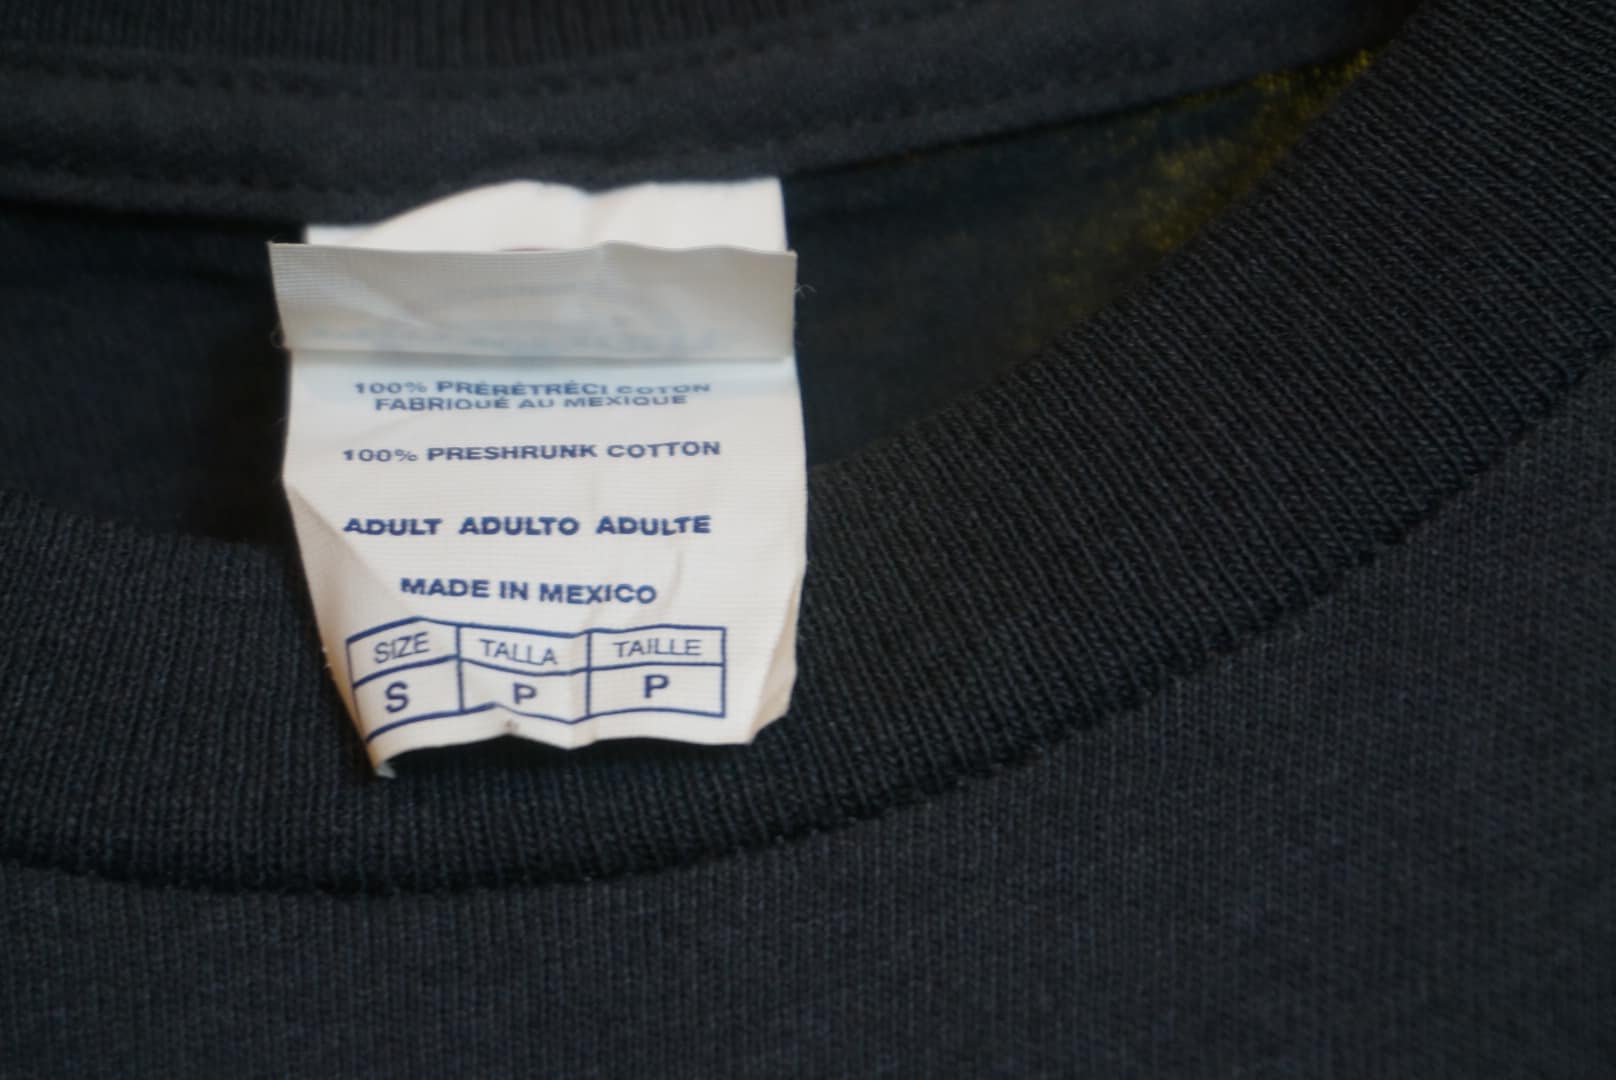 100% PRÉRÉTRÉCI COTON
FABRIQUÉ AU MEXIQUE
100% PRESHRUNK COTTON
ADULT ADULTO ADULTE
MADE IN MEXICO
SIZE TALLA TAILLE
S P P